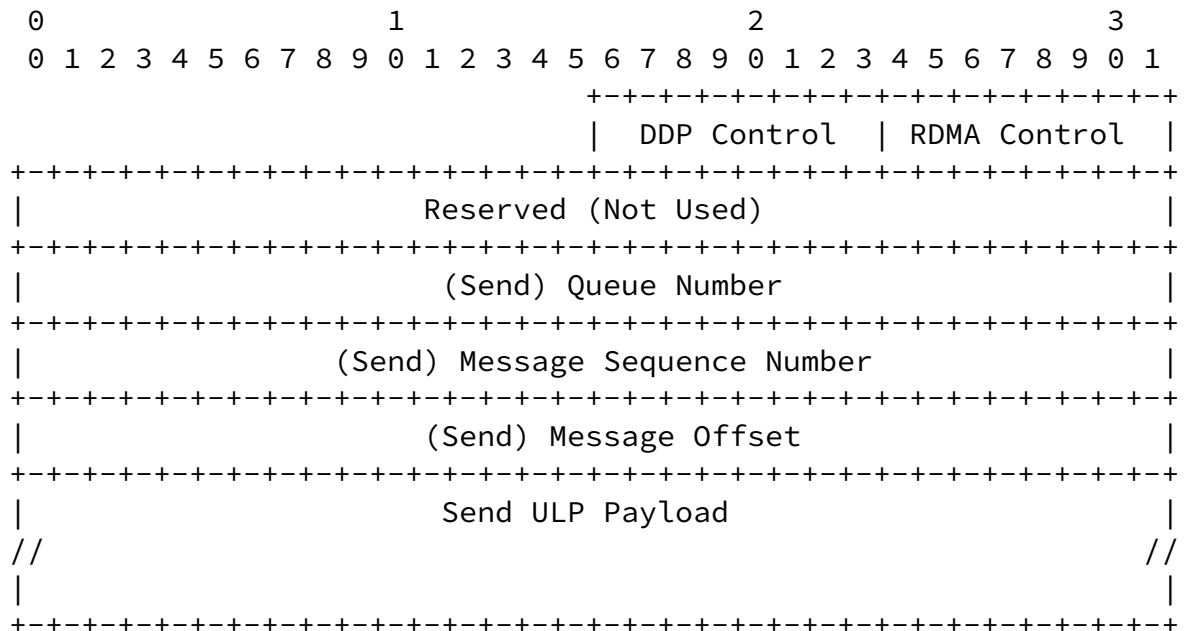 0                   1                   2                   3
 0 1 2 3 4 5 6 7 8 9 0 1 2 3 4 5 6 7 8 9 0 1 2 3 4 5 6 7 8 9 0 1
                                +-+-+-+-+-+-+-+-+-+-+-+-+-+-+-+-+
                                |  DDP Control  | RDMA Control  |
+-+-+-+-+-+-+-+-+-+-+-+-+-+-+-+-+-+-+-+-+-+-+-+-+-+-+-+-+-+-+-+-+
|                      Reserved (Not Used)                      |
+-+-+-+-+-+-+-+-+-+-+-+-+-+-+-+-+-+-+-+-+-+-+-+-+-+-+-+-+-+-+-+-+
|                       (Send) Queue Number                     |
+-+-+-+-+-+-+-+-+-+-+-+-+-+-+-+-+-+-+-+-+-+-+-+-+-+-+-+-+-+-+-+-+
|                 (Send) Message Sequence Number                |
+-+-+-+-+-+-+-+-+-+-+-+-+-+-+-+-+-+-+-+-+-+-+-+-+-+-+-+-+-+-+-+-+
|                      (Send) Message Offset                    |
+-+-+-+-+-+-+-+-+-+-+-+-+-+-+-+-+-+-+-+-+-+-+-+-+-+-+-+-+-+-+-+-+
|                       Send ULP Payload                        |
//                                                             //
|                                                               |
+-+-+-+-+-+-+-+-+-+-+-+-+-+-+-+-+-+-+-+-+-+-+-+-+-+-+-+-+-+-+-+-+